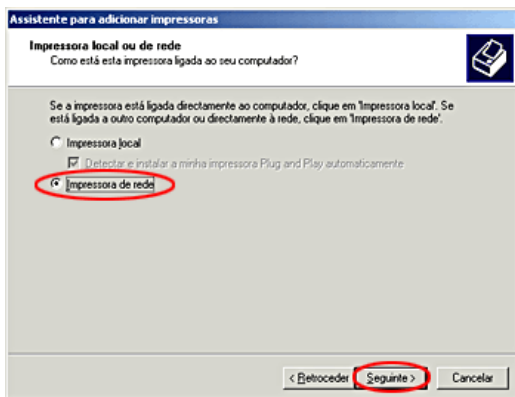 Assistente para adicionar impressoras
Impressora local ou de rede
Como está esta impressora ligada ao seu computador?
Se a impressora está ligada directamente ao computador, clique em 'Impressora local'. Se
está ligada a outro computador ou directamente à rede, clique em 'Impressora de rede'.
Impressora local
Detectar e instalar a minha impressora Plug and Play automaticamente
Impressora de rede
< Retroceder
Seguinte >
Cancelar